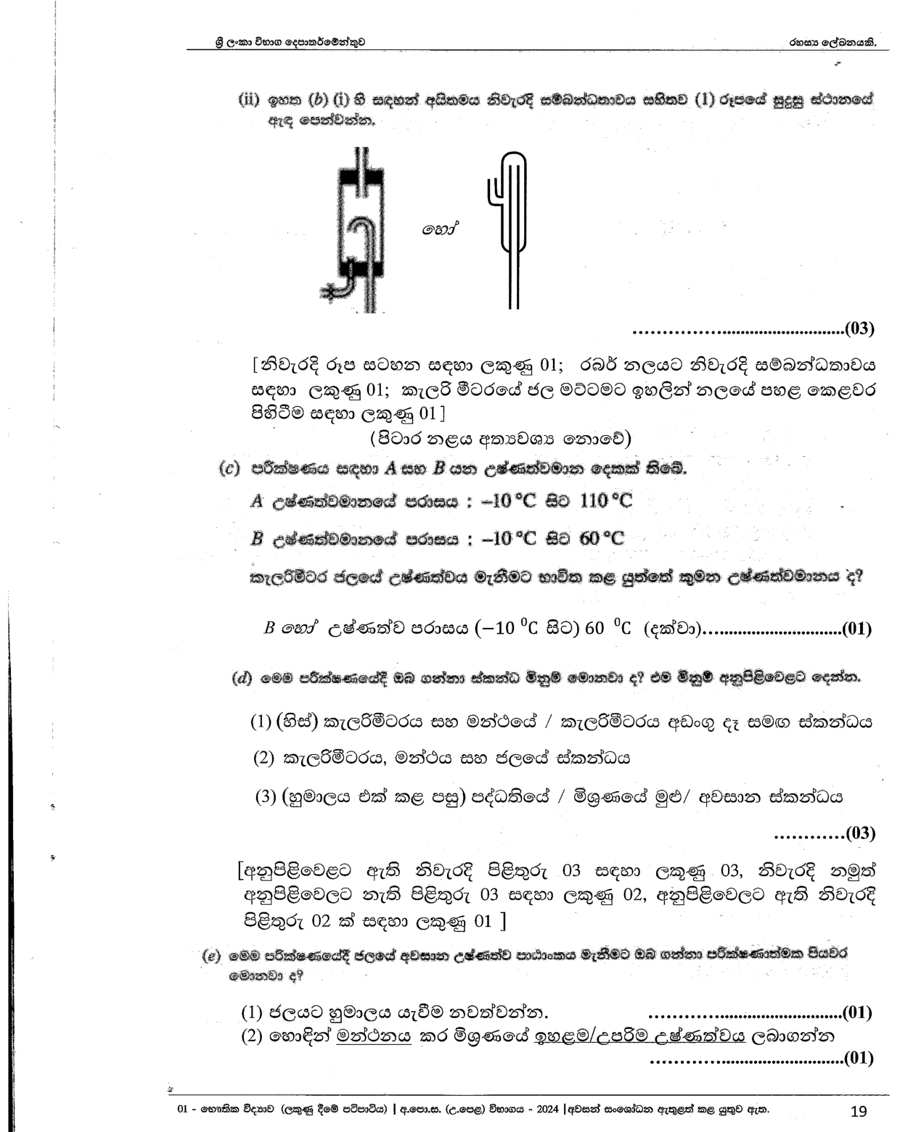 ශ්‍රී ලංකා විභාග දෙපාර්තමේන්තුව රහස්‍ය ලේඛනයකි.
(ii) ඉහත (b) (i) හි සඳහන් අයිතමය නිවැරදි සම්බන්ධතාවය සහිතව (1) රූපයේ සුදුසු ස්ථානයේ
ඇඳ පෙන්වන්න.
හෝ
.................................................(03)
[නිවැරදි රූප සටහන සඳහා ලකුණු 01; රබර් නලයට නිවැරදි සම්බන්ධතාවය
සඳහා ලකුණු 01; කැලරි මීටරයේ ජල මට්ටමට ඉහලින් නලයේ පහළ කෙළවර
පිහිටීම සඳහා ලකුණු 01]
(පිටාර නළය අත්‍යවශ්‍ය නොවේ)
(c) පරීක්ෂණය සඳහා A සහ B යන උෂ්ණත්වමාන දෙකක් තිබේ.
A උෂ්ණත්වමානයේ පරාසය : –10 °C සිට 110 °C
B උෂ්ණත්වමානයේ පරාසය : –10 °C සිට 60 °C
කැලරිමීටර ජලයේ උෂ්ණත්වය මැනීමට භාවිත කළ යුත්තේ කුමන උෂ්ණත්වමානය ද?
B හෝ උෂ්ණත්ව පරාසය (−10 ⁰C සිට) 60 ⁰C (දක්වා)................................(01)
(d) මෙම පරීක්ෂණයේදී ඔබ ගන්නා ස්කන්ධ මිනුම් මොනවා ද? එම මිනුම් අනුපිළිවෙළට දෙන්න.
(1) (හිස්) කැලරිමීටරය සහ මන්ථයේ / කැලරිමීටරය අඩංගු දෑ සමඟ ස්කන්ධය
(2) කැලරිමීටරය, මන්ථය සහ ජලයේ ස්කන්ධය
(3) (හුමාලය එක් කළ පසු) පද්ධතියේ / මිශ්‍රණයේ මුළු/ අවසාන ස්කන්ධය
............(03)
[අනුපිළිවෙළට ඇති නිවැරදි පිළිතුරු 03 සඳහා ලකුණු 03, නිවැරදි නමුත්
අනුපිළිවෙලට නැති පිළිතුරු 03 සඳහා ලකුණු 02, අනුපිළිවෙලට ඇති නිවැරදි
පිළිතුරු 02 ක් සඳහා ලකුණු 01 ]
(e) මෙම පරීක්ෂණයේදී ජලයේ අවසාන උෂ්ණත්ව පාඨාංකය මැනීමට ඔබ ගන්නා පරීක්ෂණාත්මක පියවර
මොනවා ද?
(1) ජලයට හුමාලය යැවීම නවත්වන්න. .............................................(01)
(2) හොඳින් මන්ථනය කර මිශ්‍රණයේ ඉහළම/උපරිම උෂ්ණත්වය ලබාගන්න
.............................................(01)
01 - භෞතික විද්‍යාව (ලකුණු දීමේ පටිපාටිය) | අ.පො.ස. (උ.පෙළ) විභාගය - 2024 | අවසන් සංශෝධන ඇතුළත් කළ යුතුව ඇත. 19